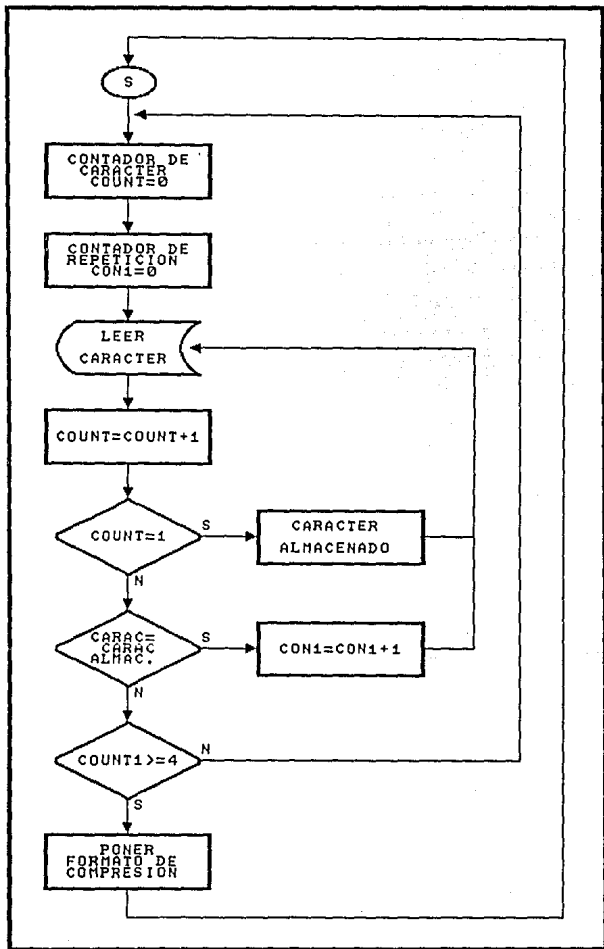 S
CONTADOR DE
CARACTER
COUNT=0
CONTADOR DE
REPETICION
CON1=0
LEER
CARACTER
COUNT=COUNT+1
COUNT=1
S
CARACTER
ALMACENADO
N
CARAC=
CARAC
ALMAC.
S
CON1=CON1+1
N
COUNT1>=4
N
S
PONER
FORMATO DE
COMPRESION